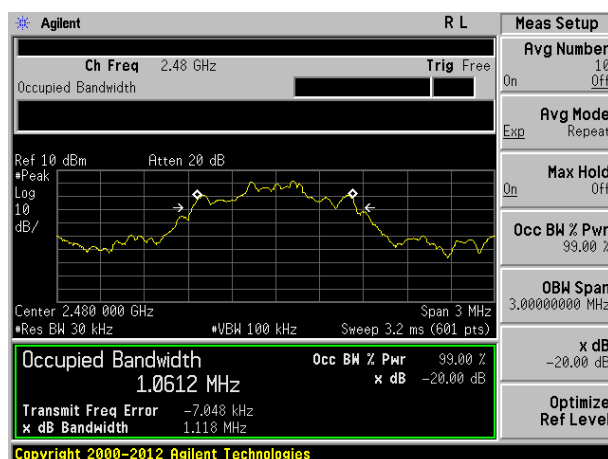 Agilent R L
Meas Setup
Ch Freq 2.48 GHz Trig Free
Occupied Bandwidth
Avg Number
10
On Off
Avg Mode
Exp Repeat
Max Hold
On Off
Occ BW % Pwr
99.00 %
OBW Span
3.00000000 MHz
x dB
-20.00 dB
Optimize
Ref Level
Ref 10 dBm Atten 20 dB
#Peak
Log
10
dB/
Center 2.480 000 GHz Span 3 MHz
#Res BW 30 kHz #VBW 100 kHz Sweep 3.2 ms (601 pts)
Occupied Bandwidth Occ BW % Pwr 99.00 %
1.0612 MHz x dB -20.00 dB
Transmit Freq Error -7.048 kHz
x dB Bandwidth 1.118 MHz
Copyright 2000-2012 Agilent Technologies